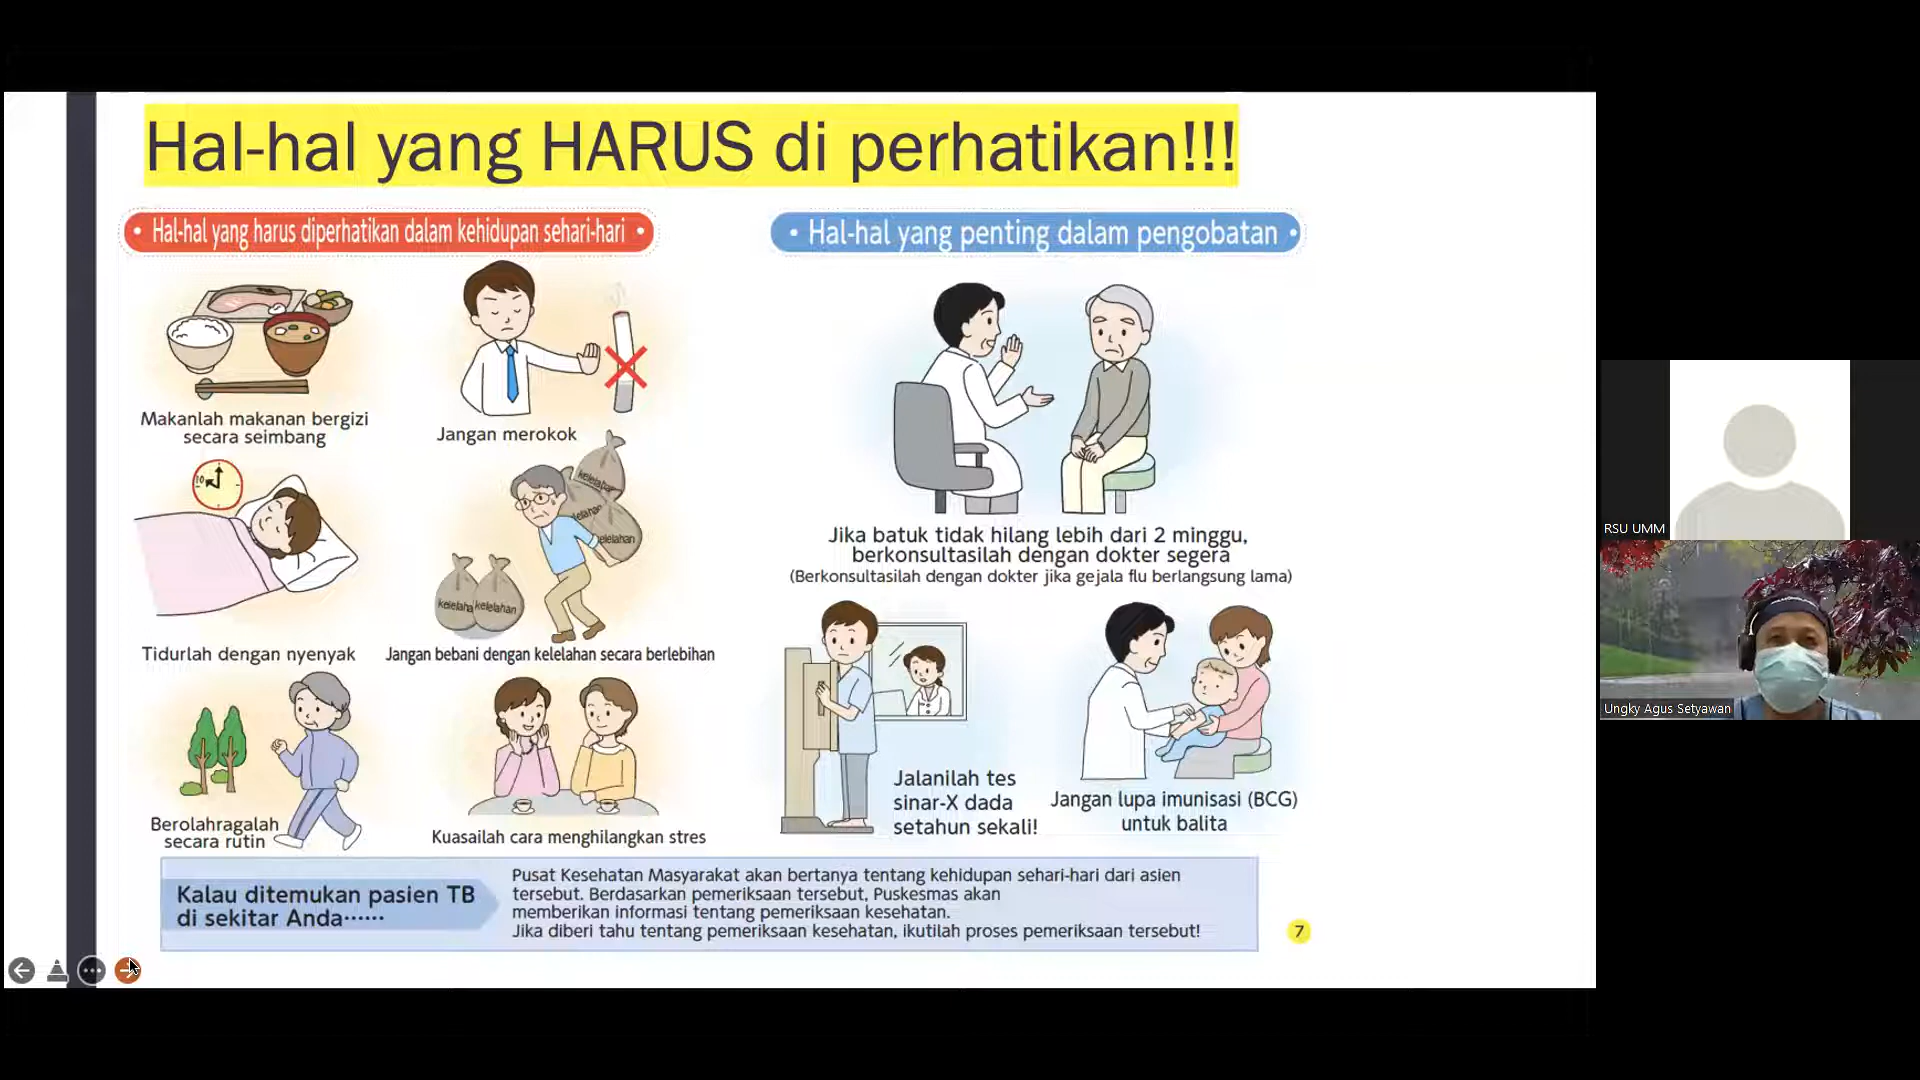 Hal-hal yang HARUS di perhatikan!!!
• Hal-hal yang harus diperhatikan dalam kehidupan sehari-hari •
Makanlah makanan bergizi
secara seimbang
Jangan merokok
10
Tidurlah dengan nyenyak
kelelahan
kelelahan
kelelahan
kelelahan
kelelahan
Jangan bebani dengan kelelahan secara berlebihan
Berolahragalah
secara rutin
Kuasailah cara menghilangkan stres
• Hal-hal yang penting dalam pengobatan •
Jika batuk tidak hilang lebih dari 2 minggu,
berkonsultasilah dengan dokter segera
(Berkonsultasilah dengan dokter jika gejala flu berlangsung lama)
Jalanilah tes
sinar-X dada
setahun sekali!
Jangan lupa imunisasi (BCG)
untuk balita
Kalau ditemukan pasien TB
di sekitar Anda······
Pusat Kesehatan Masyarakat akan bertanya tentang kehidupan sehari-hari dari asien
tersebut. Berdasarkan pemeriksaan tersebut, Puskesmas akan
memberikan informasi tentang pemeriksaan kesehatan.
Jika diberi tahu tentang pemeriksaan kesehatan, ikutilah proses pemeriksaan tersebut!
7
RSU UMM
Ungky Agus Setyawan